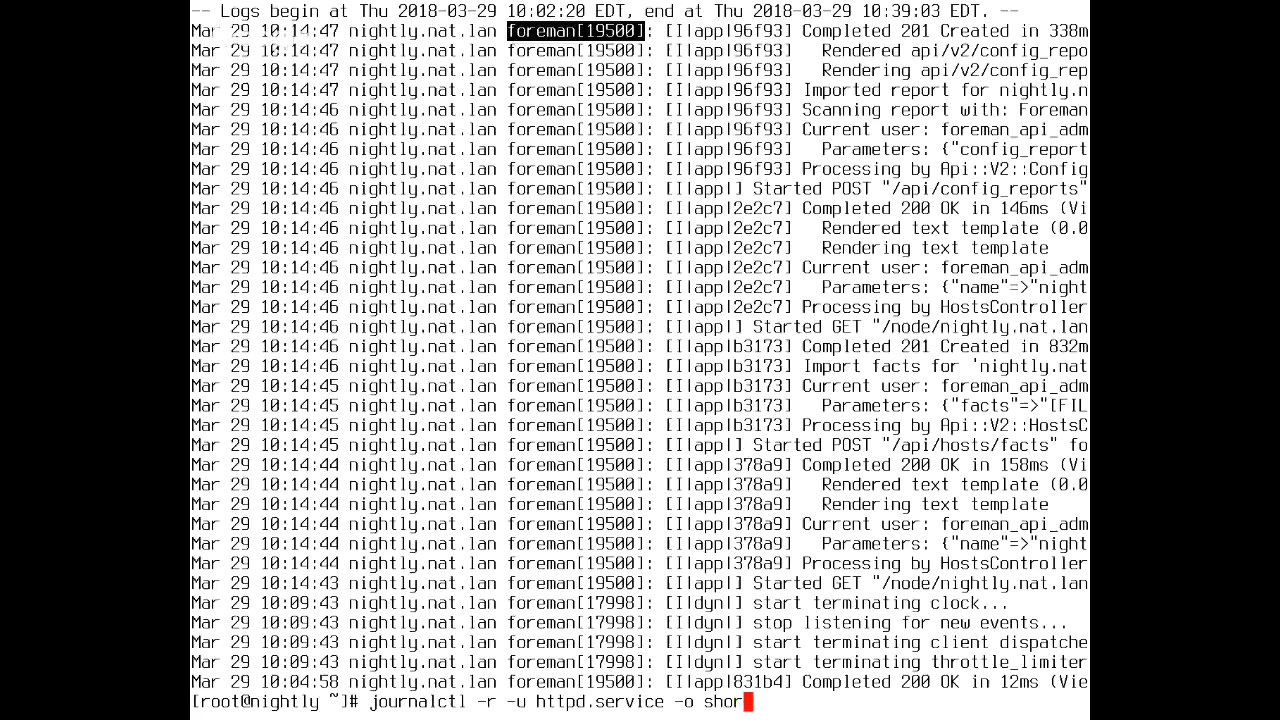 -- Logs begin at Thu 2018-03-29 10:02:20 EDT, end at Thu 2018-03-29 10:39:03 EDT. --
Mar 29 10:14:47 nightly.nat.lan foreman[19500]: [I|app|96f93] Completed 201 Created in 338m
Mar 29 10:14:47 nightly.nat.lan foreman[19500]: [I|app|96f93]   Rendered api/v2/config_repo
Mar 29 10:14:47 nightly.nat.lan foreman[19500]: [I|app|96f93]   Rendering api/v2/config_rep
Mar 29 10:14:47 nightly.nat.lan foreman[19500]: [I|app|96f93] Imported report for nightly.n
Mar 29 10:14:46 nightly.nat.lan foreman[19500]: [I|app|96f93] Scanning report with: Foreman
Mar 29 10:14:46 nightly.nat.lan foreman[19500]: [I|app|96f93] Current user: foreman_api_adm
Mar 29 10:14:46 nightly.nat.lan foreman[19500]: [I|app|96f93]   Parameters: {"config_report
Mar 29 10:14:46 nightly.nat.lan foreman[19500]: [I|app|96f93] Processing by Api::V2::Config
Mar 29 10:14:46 nightly.nat.lan foreman[19500]: [I|app|] Started POST "/api/config_reports"
Mar 29 10:14:46 nightly.nat.lan foreman[19500]: [I|app|2e2c7] Completed 200 OK in 146ms (Vi
Mar 29 10:14:46 nightly.nat.lan foreman[19500]: [I|app|2e2c7]   Rendered text template (0.0
Mar 29 10:14:46 nightly.nat.lan foreman[19500]: [I|app|2e2c7]   Rendering text template
Mar 29 10:14:46 nightly.nat.lan foreman[19500]: [I|app|2e2c7] Current user: foreman_api_adm
Mar 29 10:14:46 nightly.nat.lan foreman[19500]: [I|app|2e2c7]   Parameters: {"name"=>"night
Mar 29 10:14:46 nightly.nat.lan foreman[19500]: [I|app|2e2c7] Processing by HostsController
Mar 29 10:14:46 nightly.nat.lan foreman[19500]: [I|app|] Started GET "/node/nightly.nat.lan
Mar 29 10:14:46 nightly.nat.lan foreman[19500]: [I|app|b3173] Completed 201 Created in 832m
Mar 29 10:14:46 nightly.nat.lan foreman[19500]: [I|app|b3173] Import facts for 'nightly.nat
Mar 29 10:14:45 nightly.nat.lan foreman[19500]: [I|app|b3173] Current user: foreman_api_adm
Mar 29 10:14:45 nightly.nat.lan foreman[19500]: [I|app|b3173]   Parameters: {"facts"=>"[FIL
Mar 29 10:14:45 nightly.nat.lan foreman[19500]: [I|app|b3173] Processing by Api::V2::HostsC
Mar 29 10:14:45 nightly.nat.lan foreman[19500]: [I|app|] Started POST "/api/hosts/facts" fo
Mar 29 10:14:44 nightly.nat.lan foreman[19500]: [I|app|378a9] Completed 200 OK in 158ms (Vi
Mar 29 10:14:44 nightly.nat.lan foreman[19500]: [I|app|378a9]   Rendered text template (0.0
Mar 29 10:14:44 nightly.nat.lan foreman[19500]: [I|app|378a9]   Rendering text template
Mar 29 10:14:44 nightly.nat.lan foreman[19500]: [I|app|378a9] Current user: foreman_api_adm
Mar 29 10:14:44 nightly.nat.lan foreman[19500]: [I|app|378a9]   Parameters: {"name"=>"night
Mar 29 10:14:44 nightly.nat.lan foreman[19500]: [I|app|378a9] Processing by HostsController
Mar 29 10:14:43 nightly.nat.lan foreman[19500]: [I|app|] Started GET "/node/nightly.nat.lan
Mar 29 10:09:43 nightly.nat.lan foreman[17998]: [I|dyn|] start terminating clock...
Mar 29 10:09:43 nightly.nat.lan foreman[17998]: [I|dyn|] stop listening for new events...
Mar 29 10:09:43 nightly.nat.lan foreman[17998]: [I|dyn|] start terminating client dispatche
Mar 29 10:09:43 nightly.nat.lan foreman[17998]: [I|dyn|] start terminating throttle_limiter
Mar 29 10:04:58 nightly.nat.lan foreman[17998]: [I|app|831b4] Completed 200 OK in 12ms (Vie
[root@nightly ~]# journalctl -r -u httpd.service -o shor